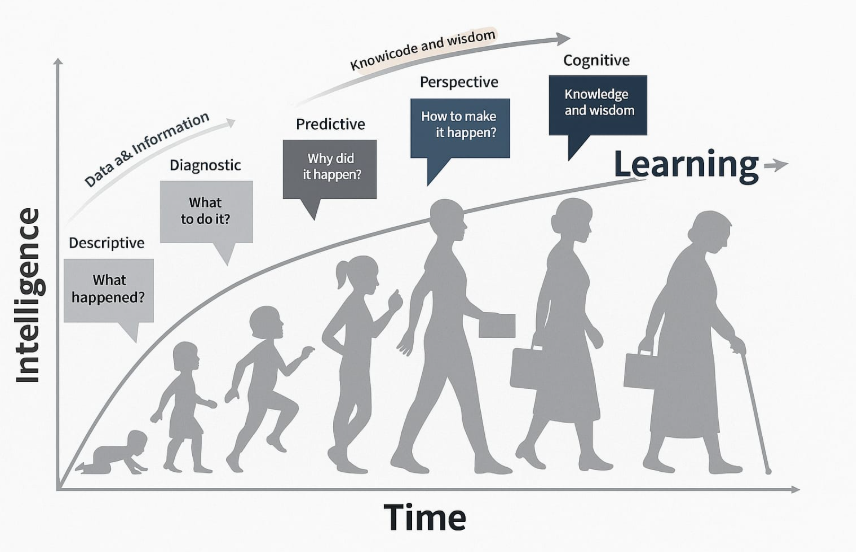 Knowicode and wisdom
Cognitive
Knowledge
and wisdom
Perspective
How to make
it happen?
Data a& Information
Predictive
Why did
it happen?
Diagnostic
What
to do it?
Learning
Descriptive
What
happened?
Intelligence
Time